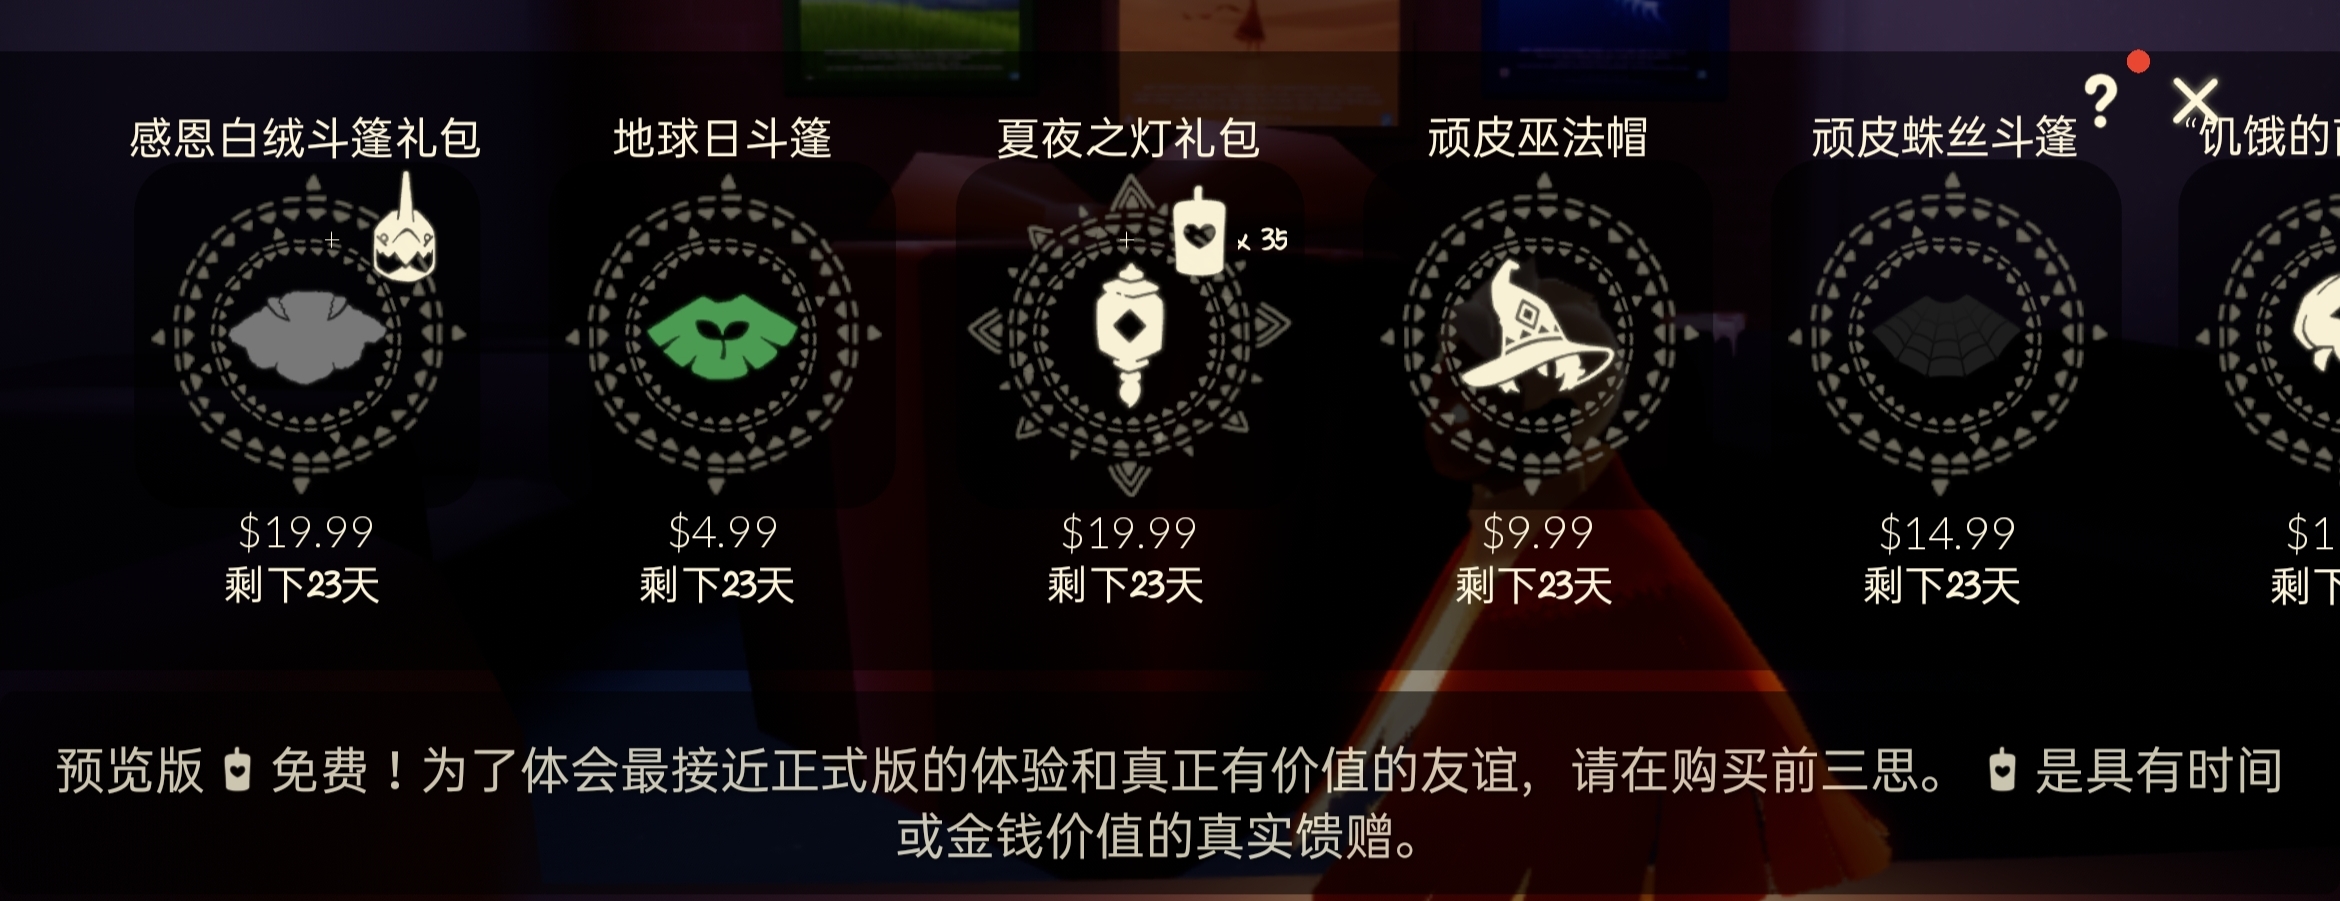 感恩白绒斗篷礼包
地球日斗篷
夏夜之灯礼包
顽皮巫法帽
顽皮蛛丝斗篷
?
“饥饿的
x 35
$19.99
$4.99
$19.99
$9.99
$14.99
$1
剩下23天
剩下23天
剩下23天
剩下23天
剩下23天
剩下
预览版 免费！为了体会最接近正式版的体验和真正有价值的友谊，请在购买前三思。 是具有时间
或金钱价值的真实馈赠。